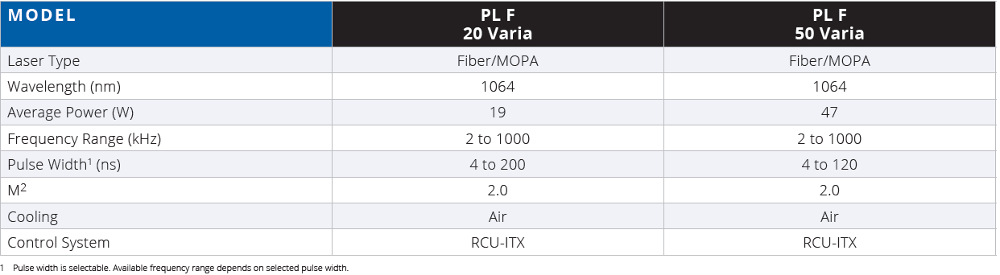 MODEL PL F 20 Varia PL F 50 Varia
Laser Type Fiber/MOPA Fiber/MOPA
Wavelength (nm) 1064 1064
Average Power (W) 19 47
Frequency Range (kHz) 2 to 1000 2 to 1000
Pulse Width¹ (ns) 4 to 200 4 to 120
M² 2.0 2.0
Cooling Air Air
Control System RCU-ITX RCU-ITX
1 Pulse width is selectable. Available frequency range depends on selected pulse width.